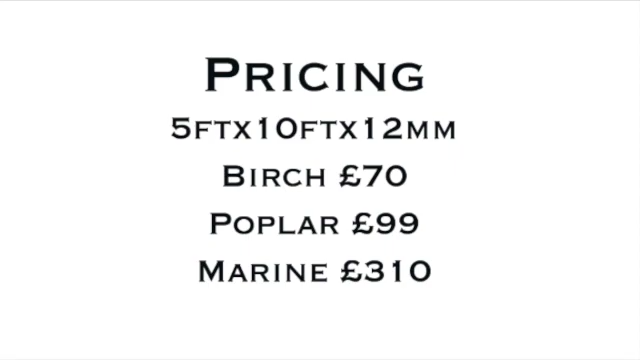 Pricing
5ftx10ftx12mm
Birch £70
Poplar £99
Marine £310